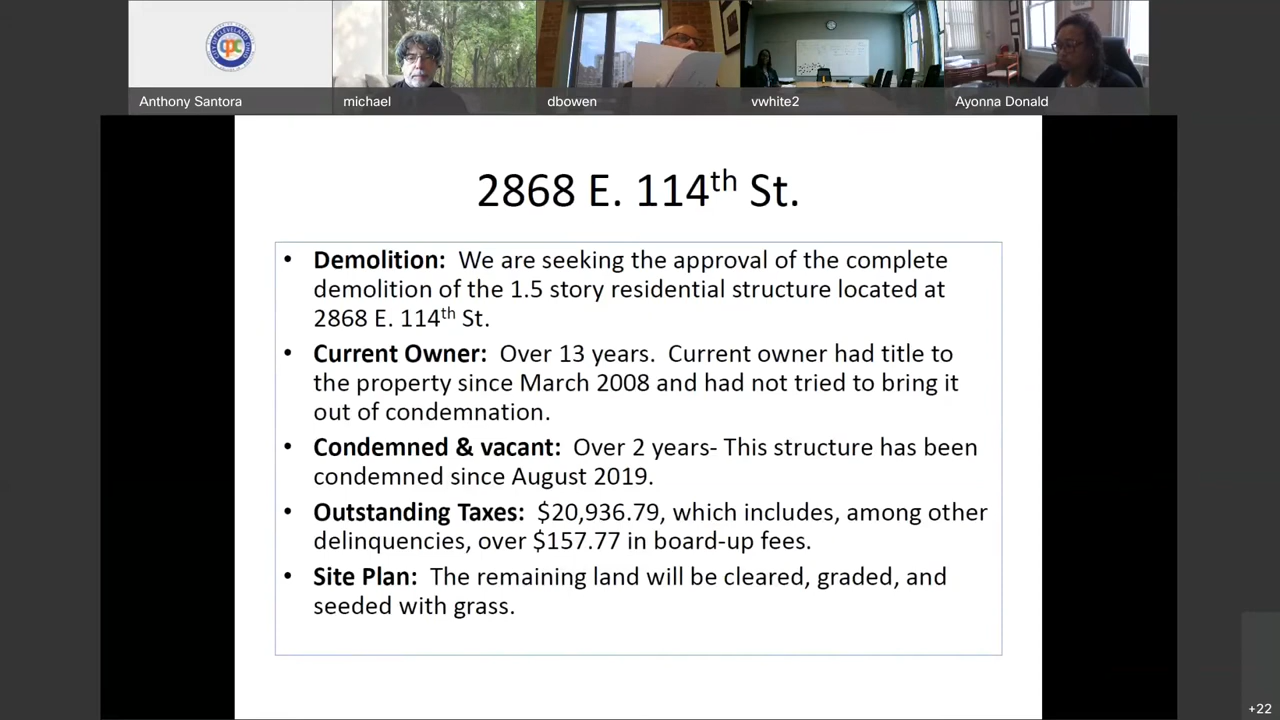 Anthony Santora
michael
dbowen
vwhite2
Ayonna Donald
2868 E. 114th St.
• Demolition: We are seeking the approval of the complete
demolition of the 1.5 story residential structure located at
2868 E. 114th St.
• Current Owner: Over 13 years. Current owner had title to
the property since March 2008 and had not tried to bring it
out of condemnation.
• Condemned & vacant: Over 2 years- This structure has been
condemned since August 2019.
• Outstanding Taxes: $20,936.79, which includes, among other
delinquencies, over $157.77 in board-up fees.
• Site Plan: The remaining land will be cleared, graded, and
seeded with grass.
+22